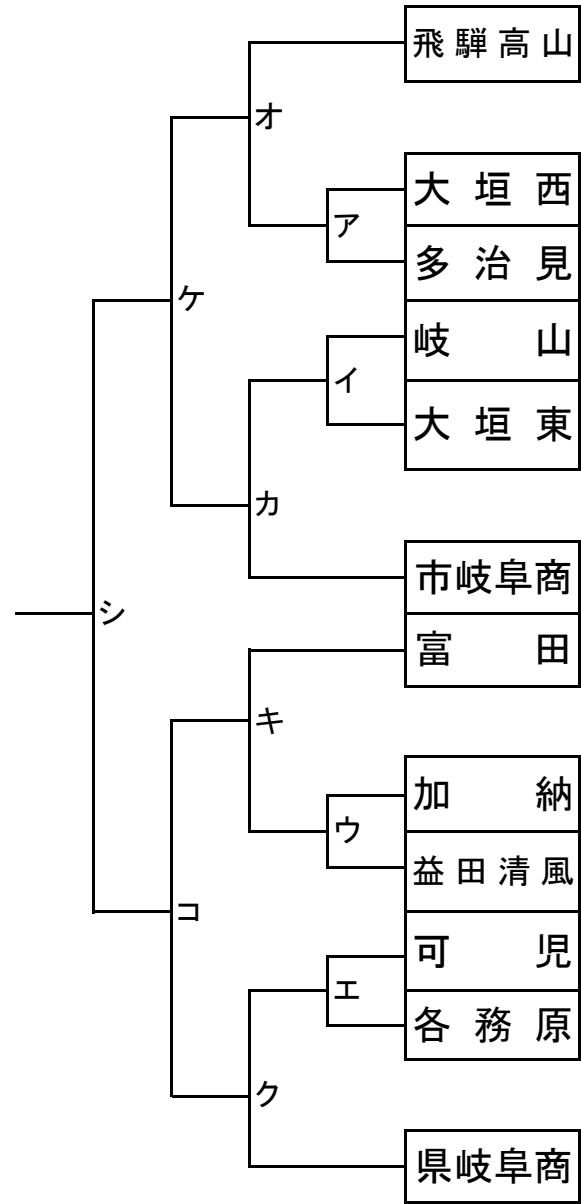 飛騨高山
オ
大垣西
ア
多治見
ケ
岐山
イ
大垣東
カ
市岐阜商
シ
富田
キ
加納
ウ
益田清風
コ
可児
エ
各務原
ク
県岐阜商